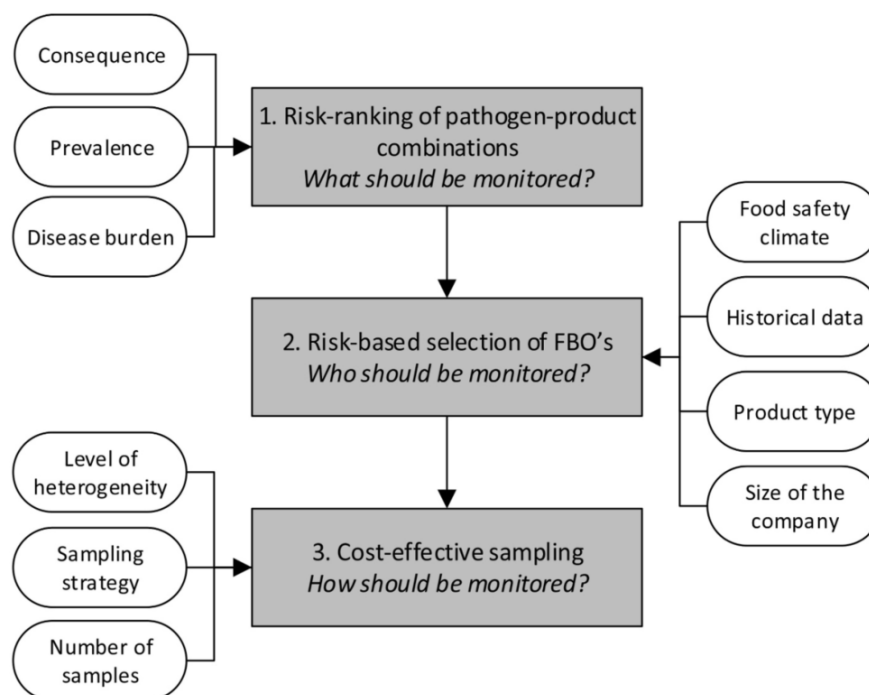 Consequence
Prevalence
Disease burden
1. Risk-ranking of pathogen-product
combinations
What should be monitored?
Food safety
climate
Historical data
Product type
Size of the
company
2. Risk-based selection of FBO’s
Who should be monitored?
Level of
heterogeneity
Sampling
strategy
Number of
samples
3. Cost-effective sampling
How should be monitored?